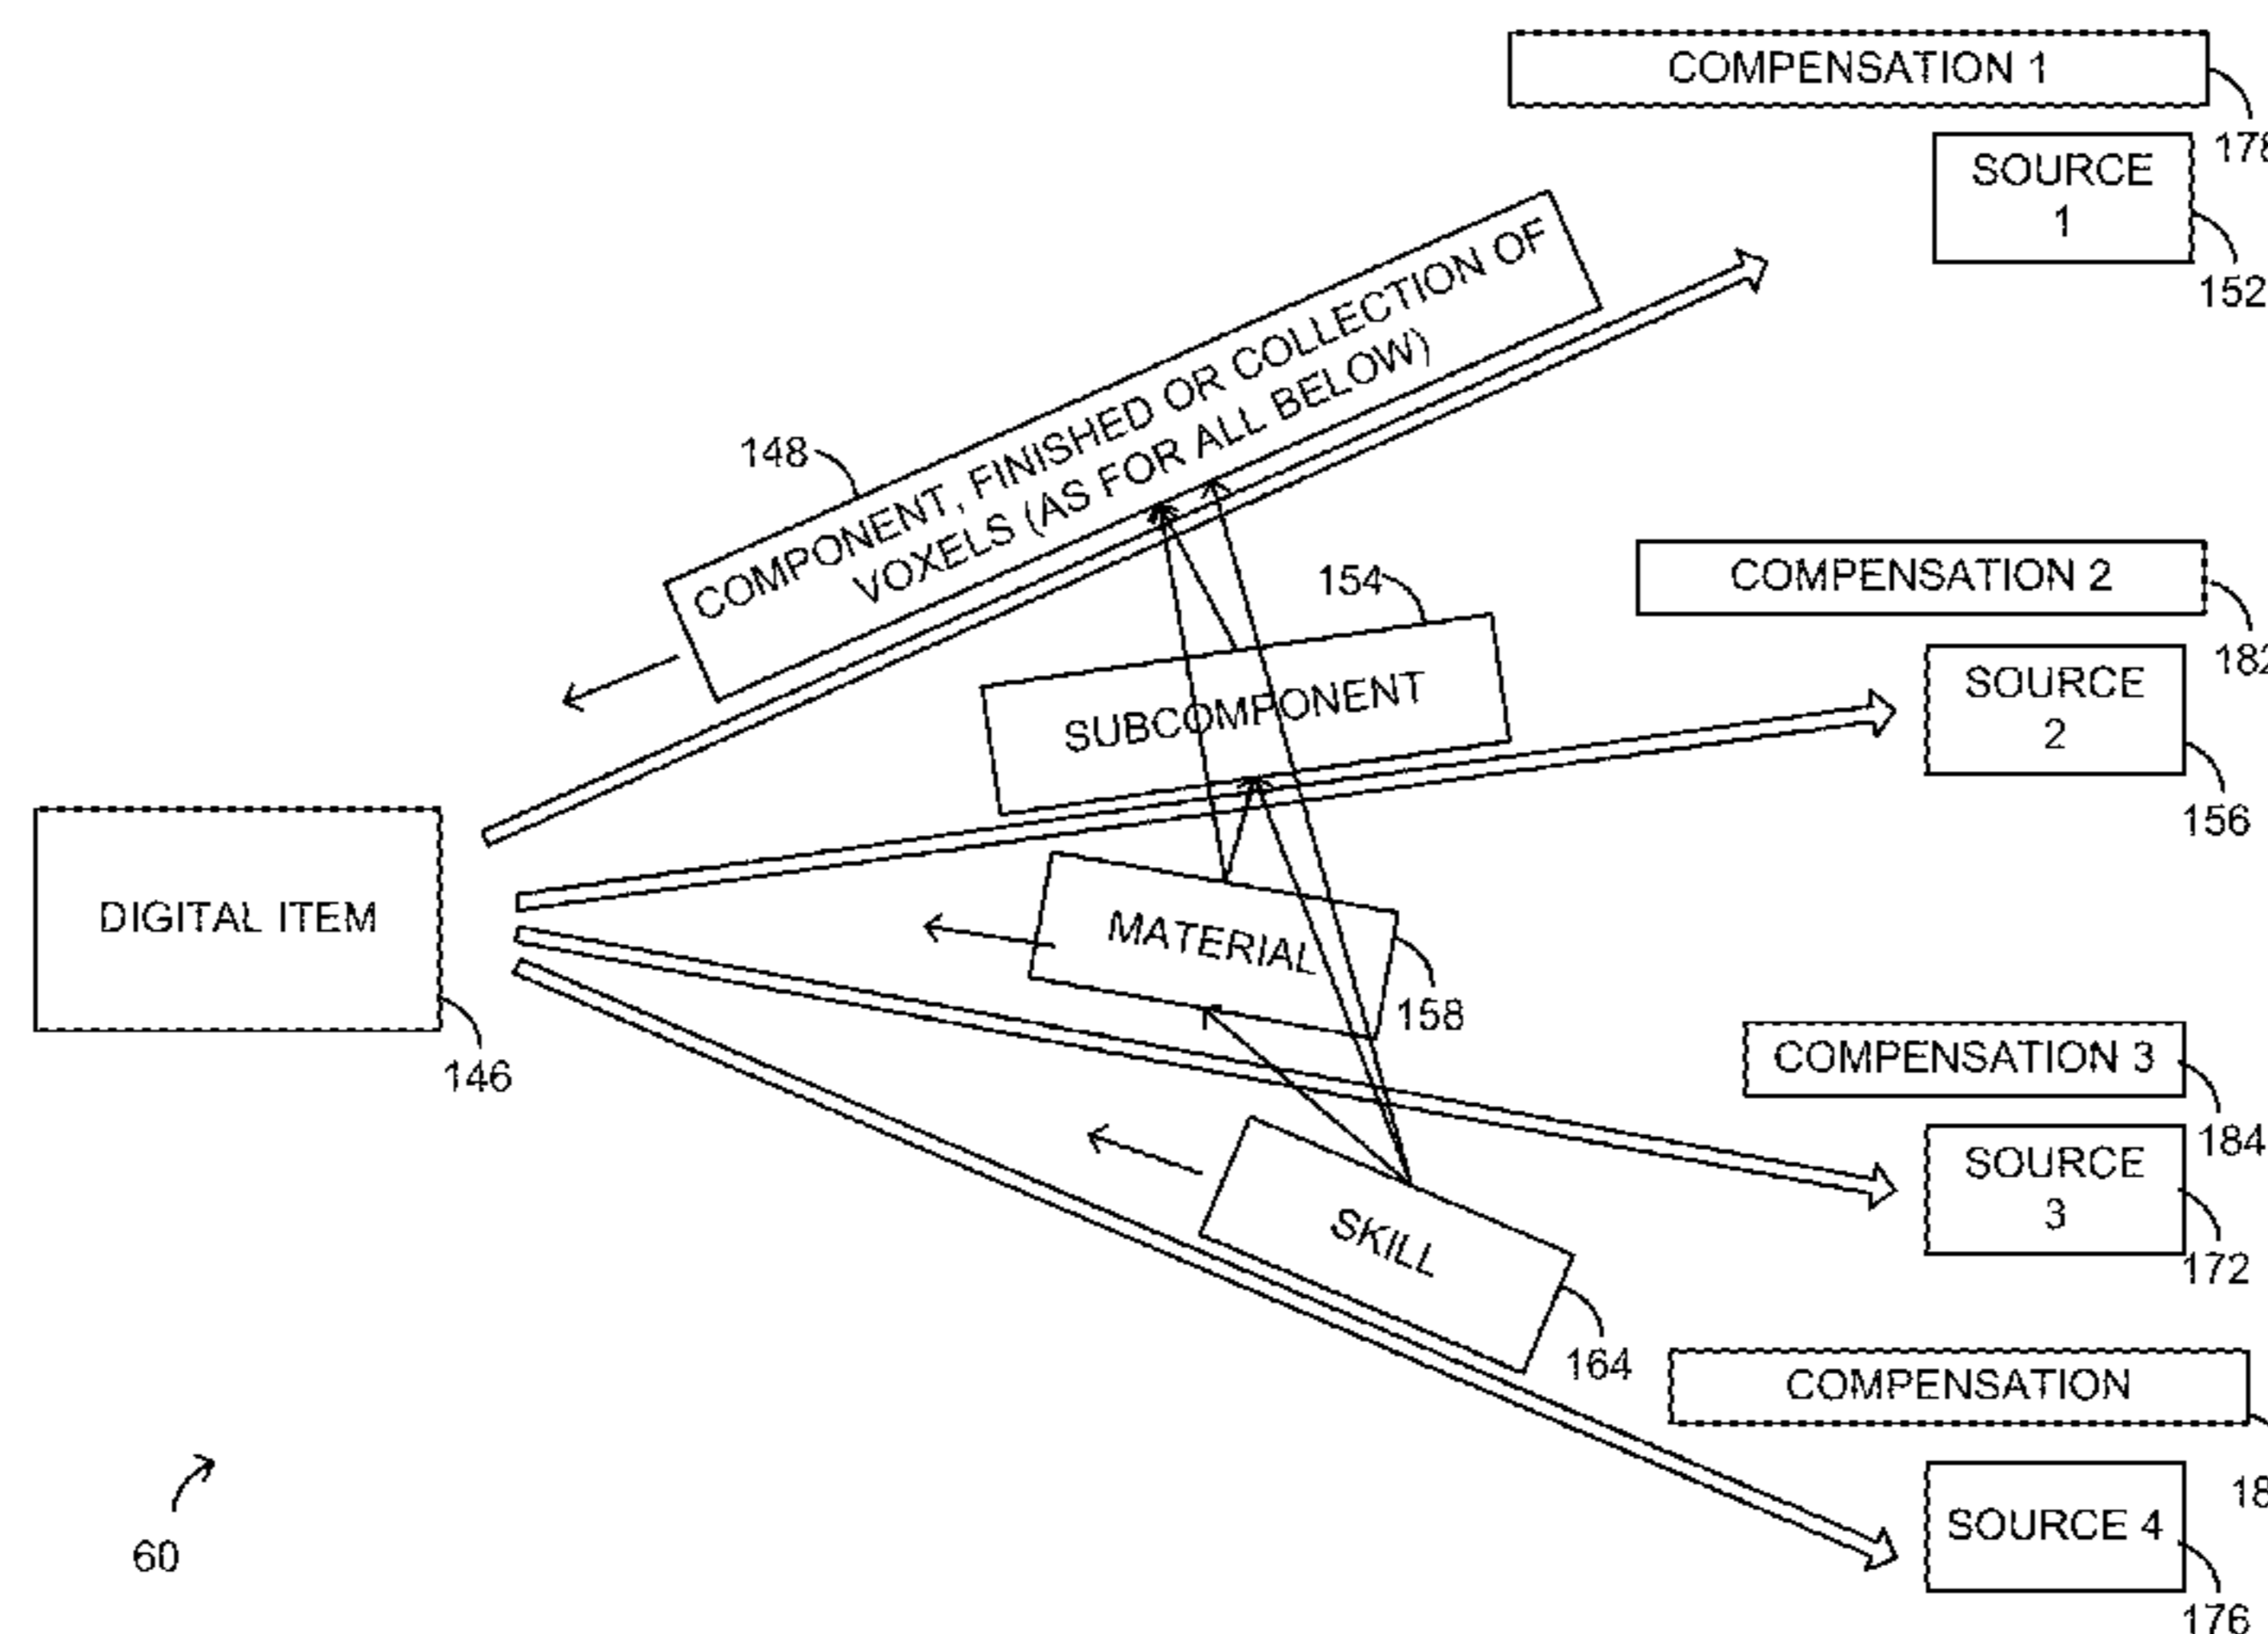 COMPENSATION 1
178
SOURCE
1
152
COMPONENT, FINISHED OR COLLECTION OF
VOXELS (AS FOR ALL BELOW)
148
COMPENSATION 2
182
154
SUBCOMPONENT
SOURCE
2
156
DIGITAL ITEM
146
MATERIAL
158
COMPENSATION 3
184
SOURCE
3
172
SKILL
164
COMPENSATION
SOURCE 4
176
60